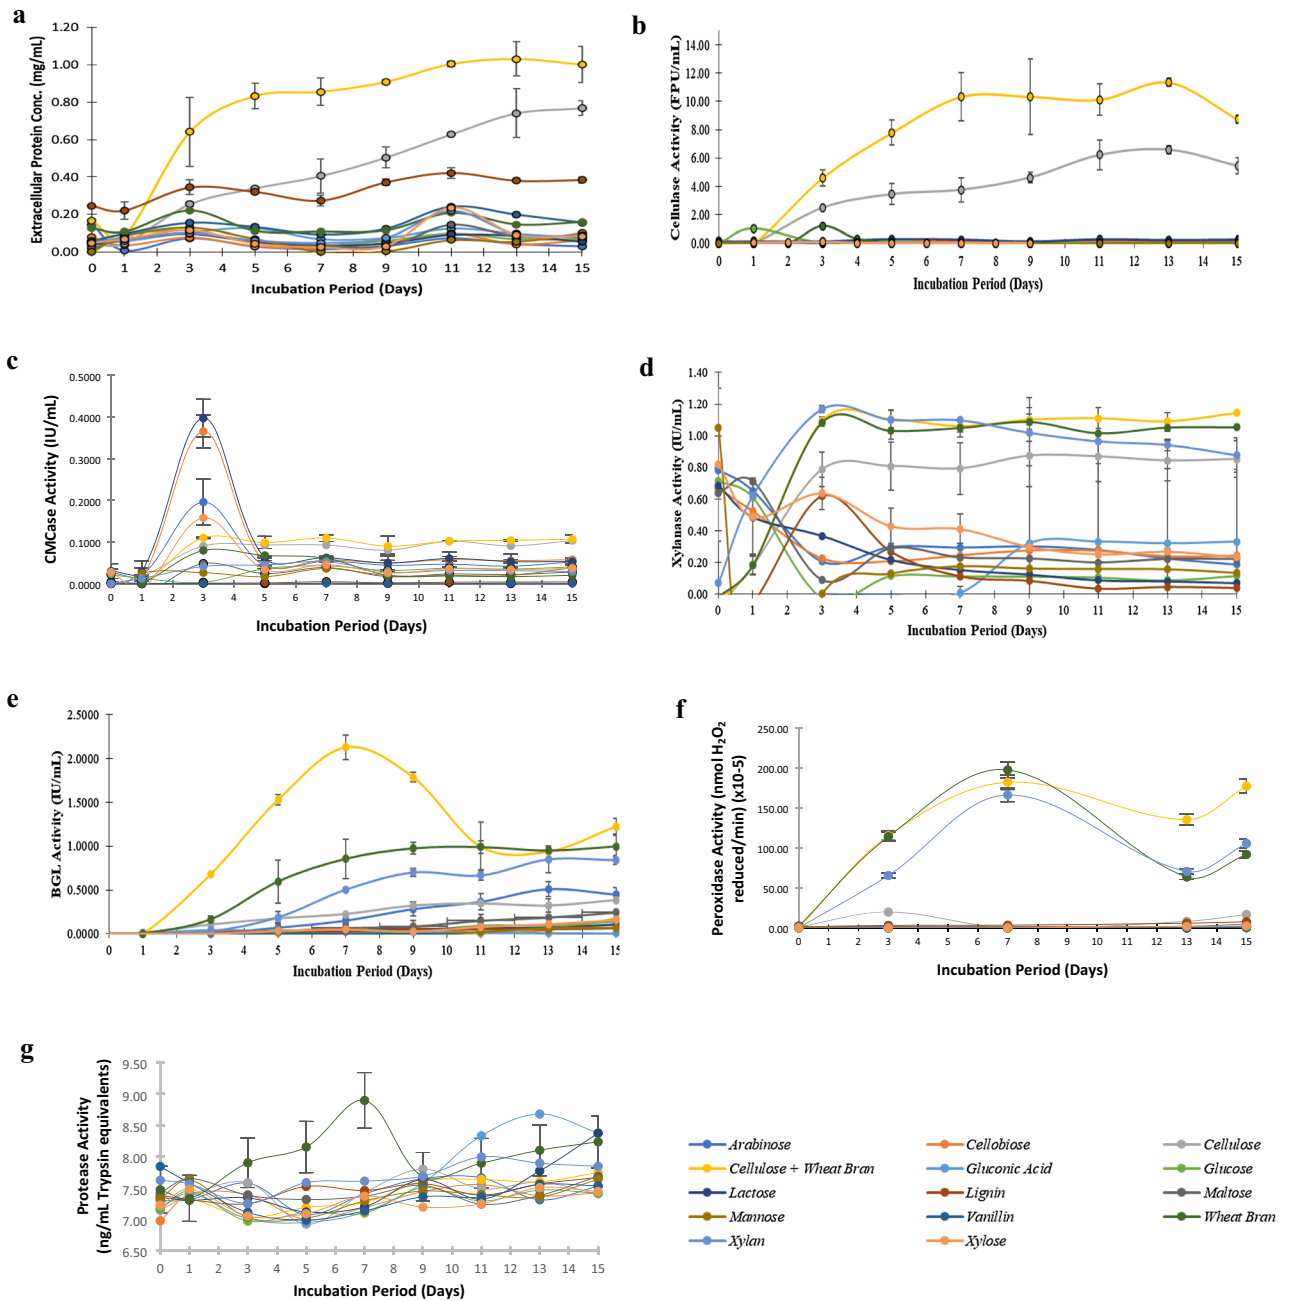 a
Extracellular Protein Conc. (mg/mL)
1.20
1.00
0.80
0.60
0.40
0.20
0.00
0 1 2 3 4 5 6 7 8 9 10 11 12 13 14 15
Incubation Period (Days)
b
Cellulase Activity (FPU/mL)
14.00
12.00
10.00
8.00
6.00
4.00
2.00
0.00
0 1 2 3 4 5 6 7 8 9 10 11 12 13 14 15
Incubation Period (Days)
c
CMCase Activity (IU/mL)
0.5000
0.4000
0.3000
0.2000
0.1000
0.0000
0 1 2 3 4 5 6 7 8 9 10 11 12 13 14 15
Incubation Period (Days)
d
Xylanase Activity (IU/mL)
1.40
1.20
1.00
0.80
0.60
0.40
0.20
0.00
0 1 2 3 4 5 6 7 8 9 10 11 12 13 14 15
Incubation Period (Days)
e
BGL Activity (IU/mL)
2.5000
2.0000
1.5000
1.0000
0.5000
0.0000
0 1 2 3 4 5 6 7 8 9 10 11 12 13 14 15
Incubation Period (Days)
f
Peroxidase Activity (nmol H2O2
reduced/min) (x10-5)
250.00
200.00
150.00
100.00
50.00
0.00
0 1 2 3 4 5 6 7 8 9 10 11 12 13 14 15
Incubation Period (Days)
g
Protease Activity
(ng/mL Trypsin equivalents)
9.50
9.00
8.50
8.00
7.50
7.00
6.50
0 1 2 3 4 5 6 7 8 9 10 11 12 13 14 15
Incubation Period (Days)
Arabinose Cellobiose Cellulose
Cellulose + Wheat Bran Gluconic Acid Glucose
Lactose Lignin Maltose
Mannose Vanillin Wheat Bran
Xylan Xylose